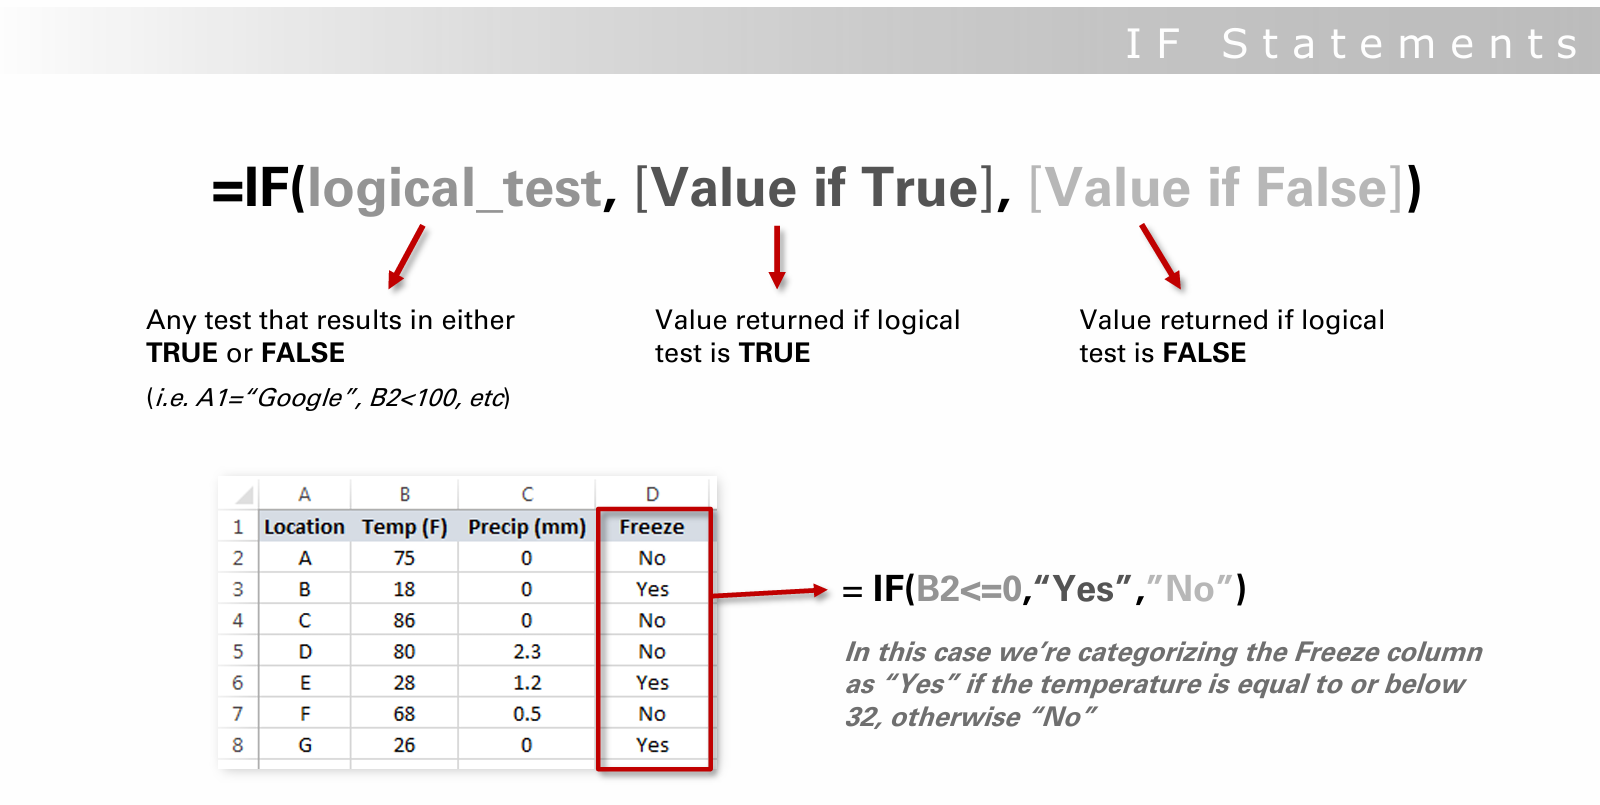 IF Statements
=IF(logical_test, [Value if True], [Value if False])
Any test that results in either
TRUE or FALSE
(i.e. A1=“Google”, B2<100, etc)
Value returned if logical
test is TRUE
Value returned if logical
test is FALSE
A B C D
1 Location Temp (F) Precip (mm) Freeze
2 A 75 0 No
3 B 18 0 Yes
4 C 86 0 No
5 D 80 2.3 No
6 E 28 1.2 Yes
7 F 68 0.5 No
8 G 26 0 Yes
= IF(B2<=0,“Yes”,”No”)
In this case we’re categorizing the Freeze column
as “Yes” if the temperature is equal to or below
32, otherwise “No”